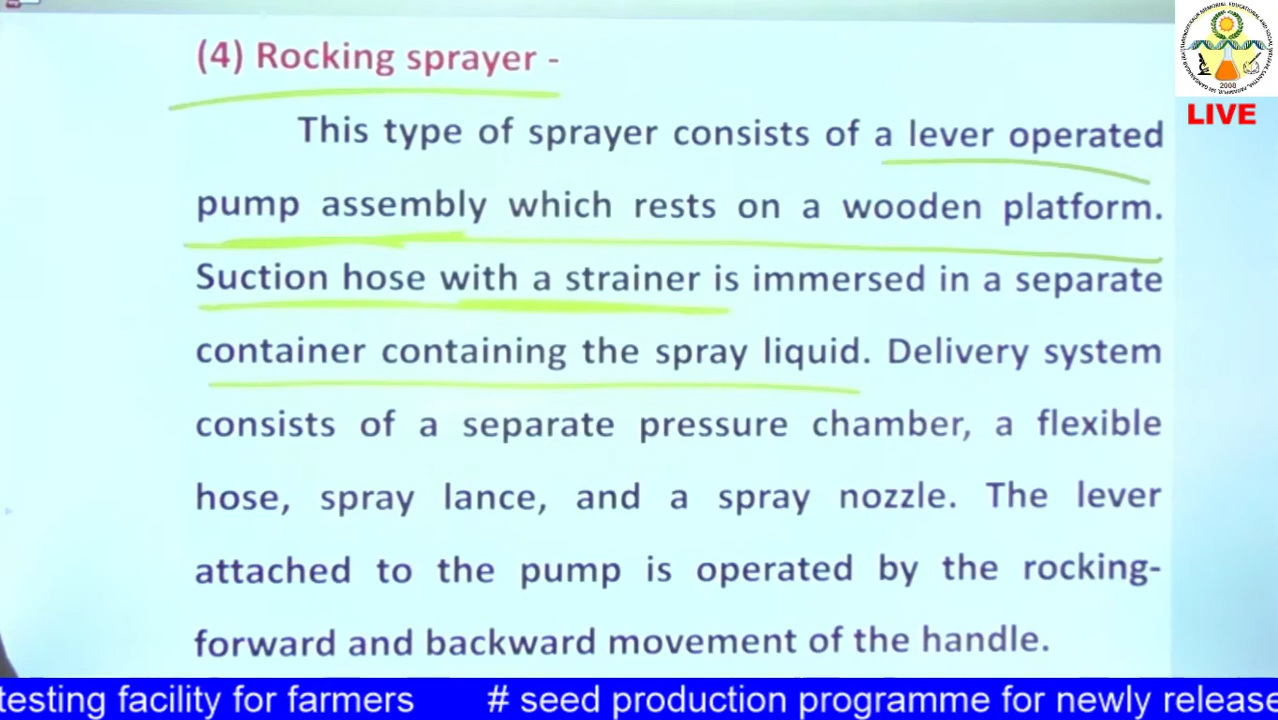 (4) Rocking sprayer -
This type of sprayer consists of a lever operated
pump assembly which rests on a wooden platform.
Suction hose with a strainer is immersed in a separate
container containing the spray liquid. Delivery system
consists of a separate pressure chamber, a flexible
hose, spray lance, and a spray nozzle. The lever
attached to the pump is operated by the rocking-
forward and backward movement of the handle.
2008
LIVE
testing facility for farmers # seed production programme for newly release